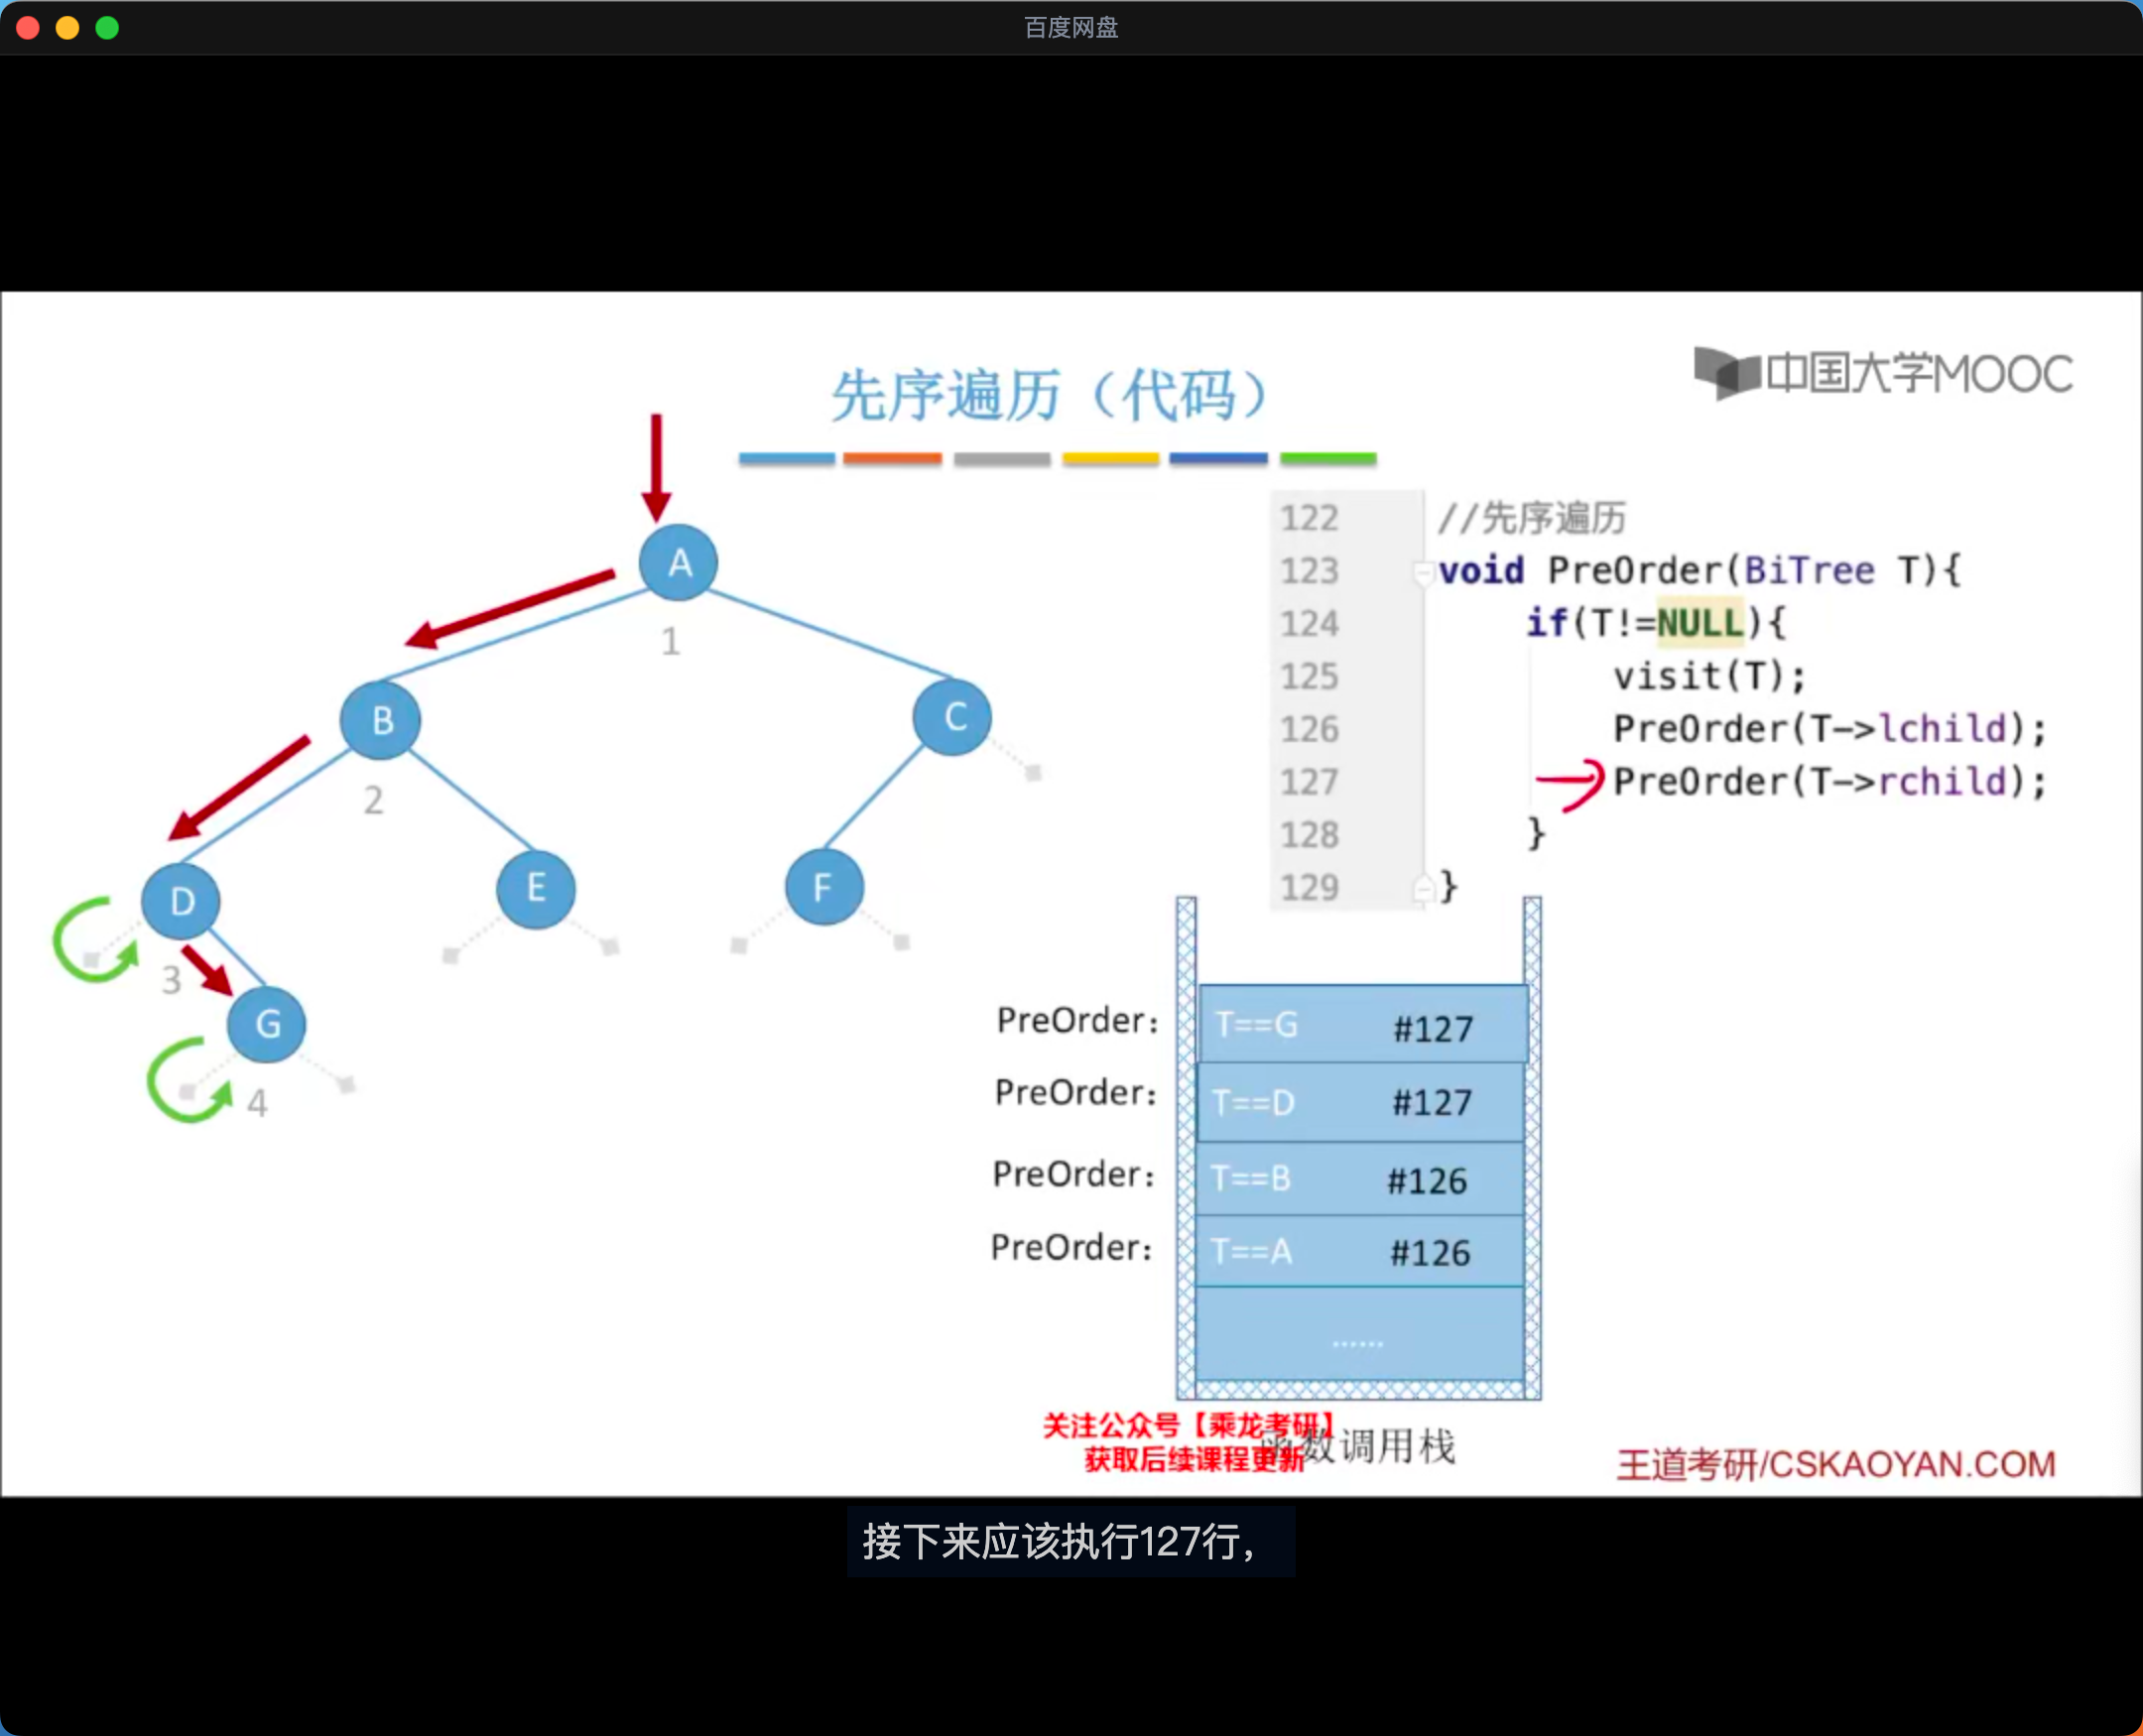 百度网盘
中国大学MOOC
先序遍历（代码）
A
1
B
C
2
D
E
F
3
G
4
122 //先序遍历
123 void PreOrder(BiTree T){
124 if(T!=NULL){
125 visit(T);
126 PreOrder(T->lchild);
127 PreOrder(T->rchild);
128 }
129 }
PreOrder: T==G #127
PreOrder: T==D #127
PreOrder: T==B #126
PreOrder: T==A #126
......
关注公众号【乘龙考研】
获取后续课程更新
函数调用栈
王道考研/CSKAOYAN.COM
接下来应该执行127行，